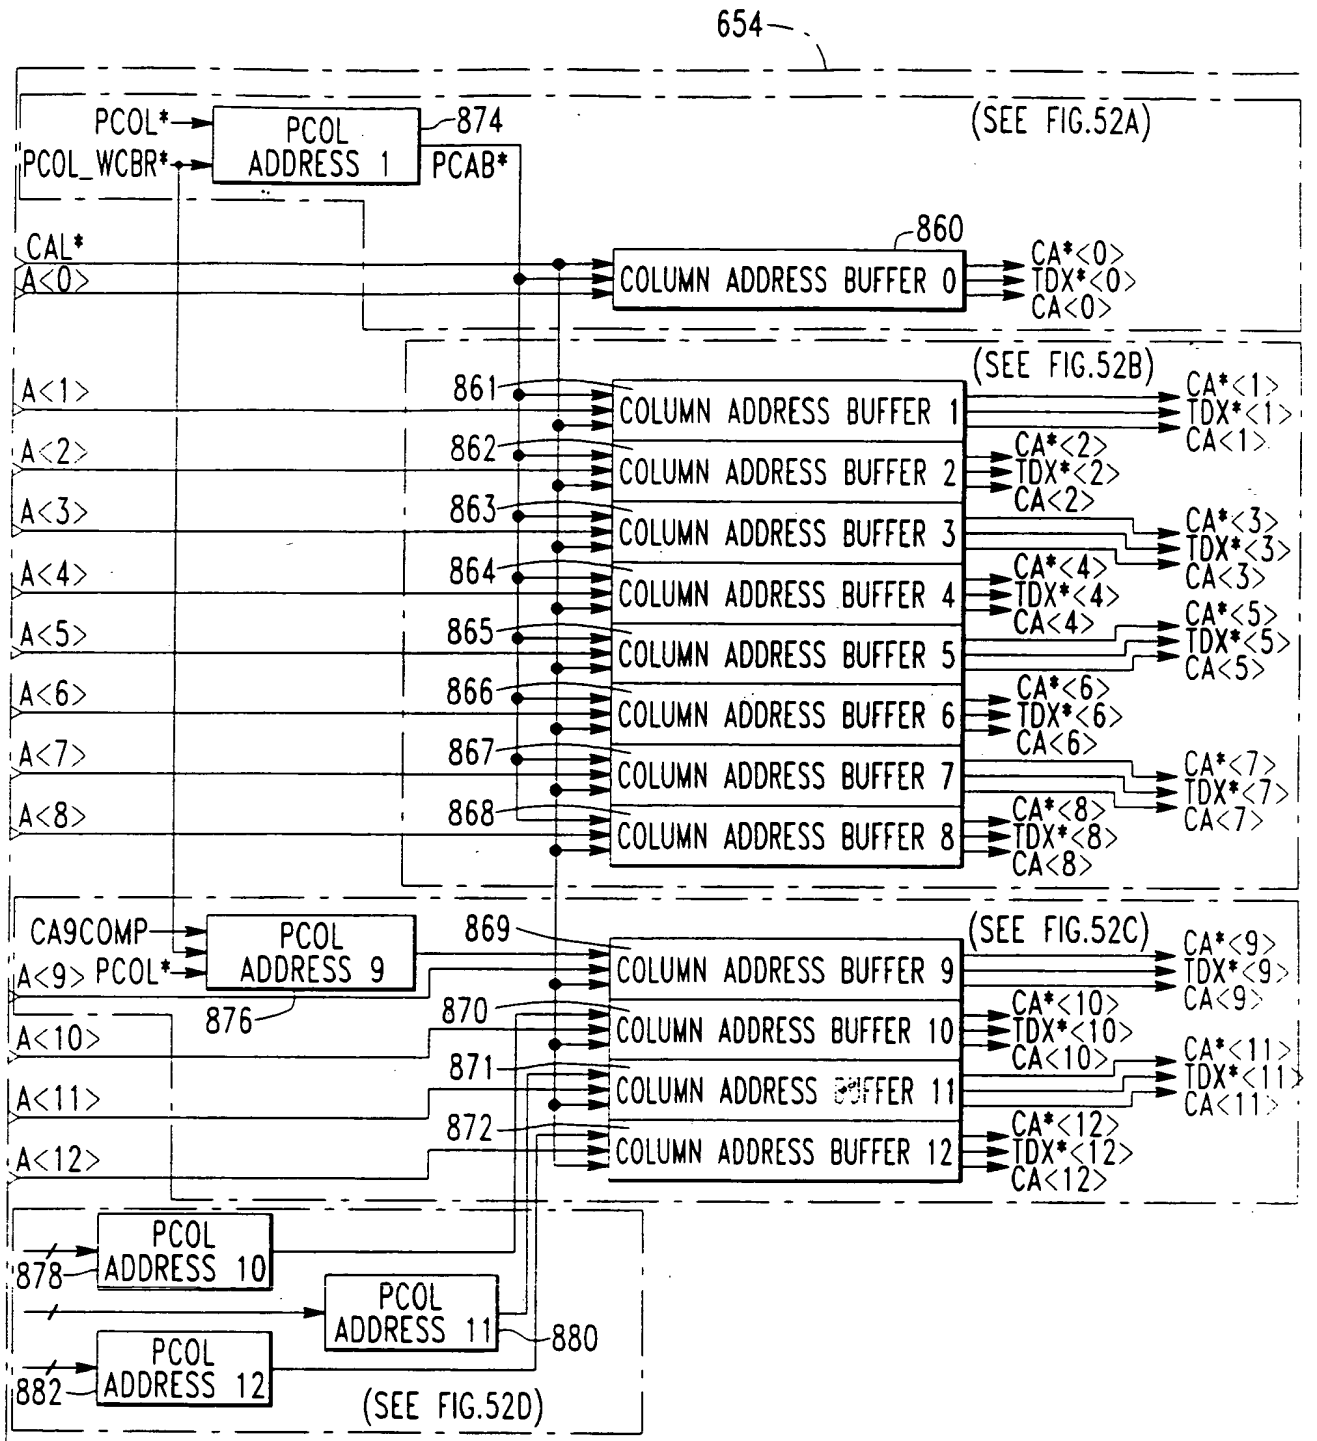 654
(SEE FIG.52A)
PCOL*
PCOL_WCBR*
PCOL
ADDRESS 1
874
PCAB*
CAL*
A<0>
860
COLUMN ADDRESS BUFFER 0
CA*<0>
TDX*<0>
CA<0>
(SEE FIG.52B)
A<1>
861
COLUMN ADDRESS BUFFER 1
CA*<1>
TDX*<1>
CA<1>
A<2>
862
COLUMN ADDRESS BUFFER 2
CA*<2>
TDX*<2>
CA<2>
A<3>
863
COLUMN ADDRESS BUFFER 3
CA*<3>
TDX*<3>
CA<3>
A<4>
864
COLUMN ADDRESS BUFFER 4
CA*<4>
TDX*<4>
CA<4>
A<5>
865
COLUMN ADDRESS BUFFER 5
CA*<5>
TDX*<5>
CA<5>
A<6>
866
COLUMN ADDRESS BUFFER 6
CA*<6>
TDX*<6>
CA<6>
A<7>
867
COLUMN ADDRESS BUFFER 7
CA*<7>
TDX*<7>
CA<7>
A<8>
868
COLUMN ADDRESS BUFFER 8
CA*<8>
TDX*<8>
CA<8>
(SEE FIG.52C)
CA9COMP
A<9>
PCOL*
PCOL
ADDRESS 9
876
869
COLUMN ADDRESS BUFFER 9
CA*<9>
TDX*<9>
CA<9>
A<10>
870
COLUMN ADDRESS BUFFER 10
CA*<10>
TDX*<10>
CA<10>
A<11>
871
COLUMN ADDRESS BUFFER 11
CA*<11>
TDX*<11>
CA<11>
A<12>
872
COLUMN ADDRESS BUFFER 12
CA*<12>
TDX*<12>
CA<12>
PCOL
ADDRESS 10
878
PCOL
ADDRESS 11
880
PCOL
ADDRESS 12
882
(SEE FIG.52D)